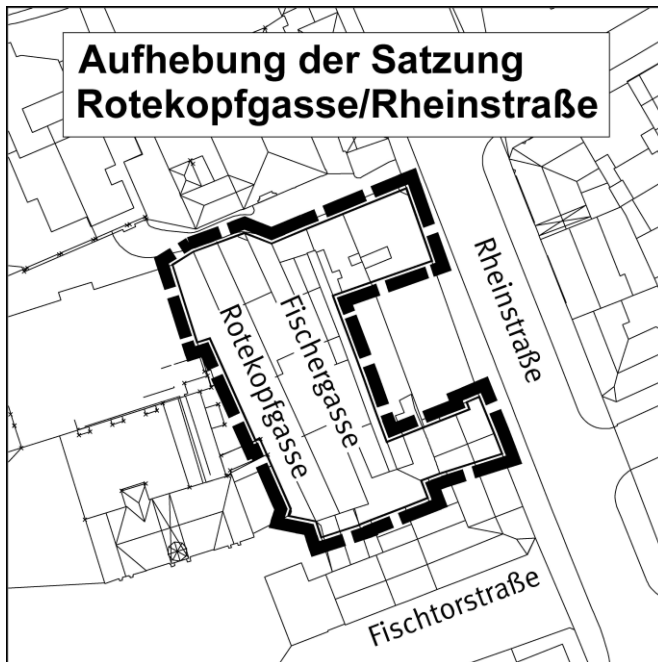 Aufhebung der Satzung
Rotekopfgasse/Rheinstraße
Rheinstraße
Fischergasse
Rotekopfgasse
Fischtorstraße